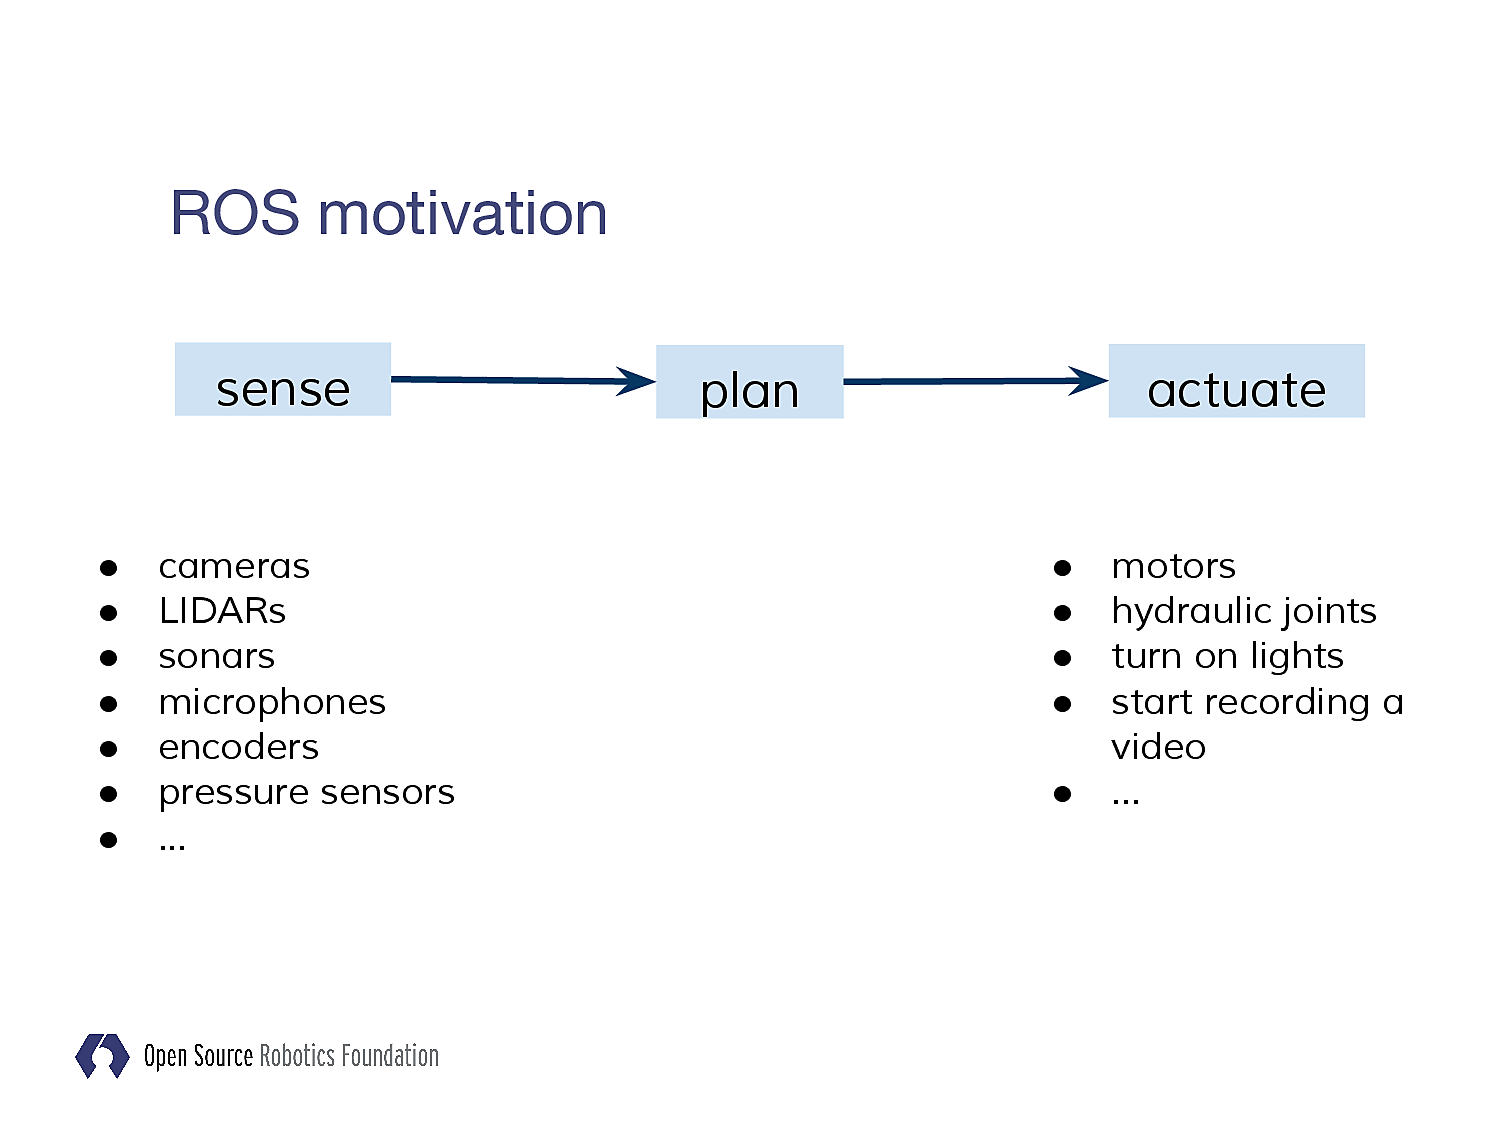 ROS motivation
sense
plan
actuate
● cameras
● LIDARs
● sonars
● microphones
● encoders
● pressure sensors
● ...
● motors
● hydraulic joints
● turn on lights
● start recording a
video
● ...
Open Source Robotics Foundation